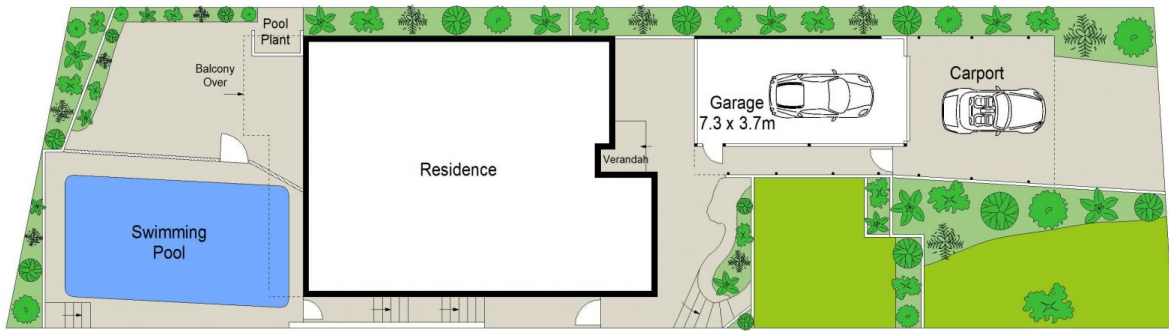 Pool
Plant
Balcony
Over
Residence
Verandah
Garage
7.3 x 3.7m
Carport
Swimming
Pool